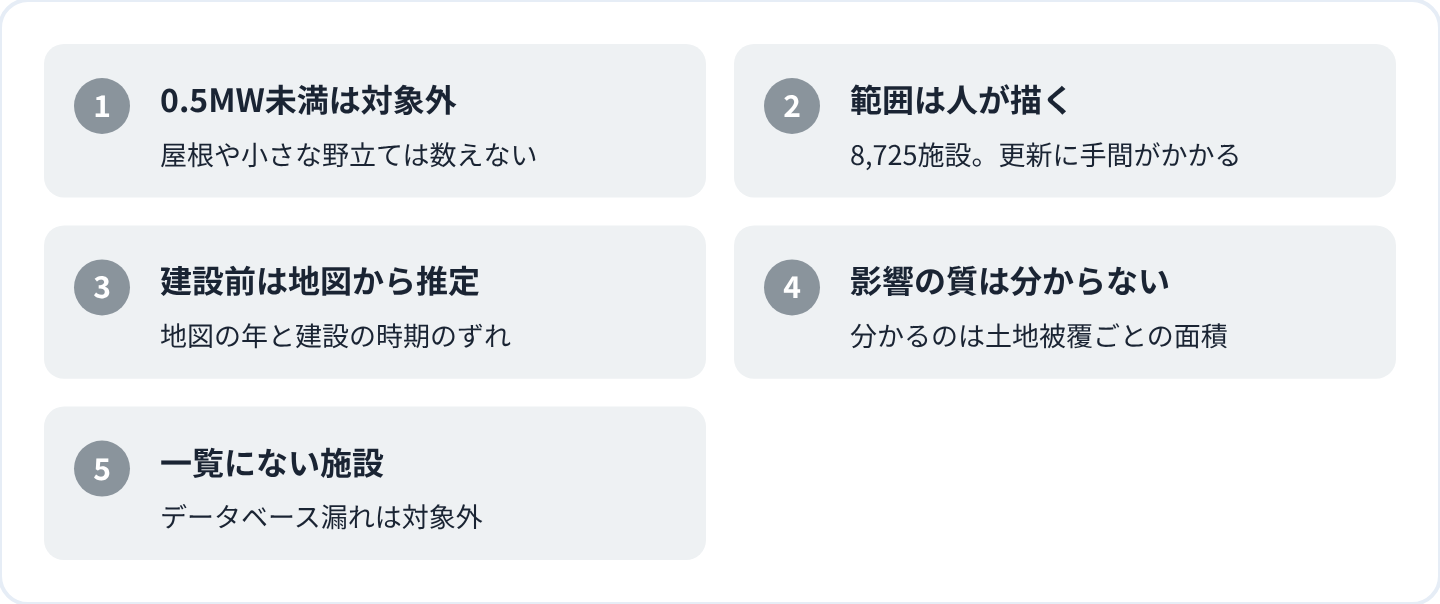 1
0.5MW未満は対象外
屋根や小さな野立ては数えない
2
範囲は人が描く
8,725施設。更新に手間がかかる
3
建設前は地図から推定
地図の年と建設の時期のずれ
4
影響の質は分からない
分かるのは土地被覆ごとの面積
5
一覧にない施設
データベース漏れは対象外